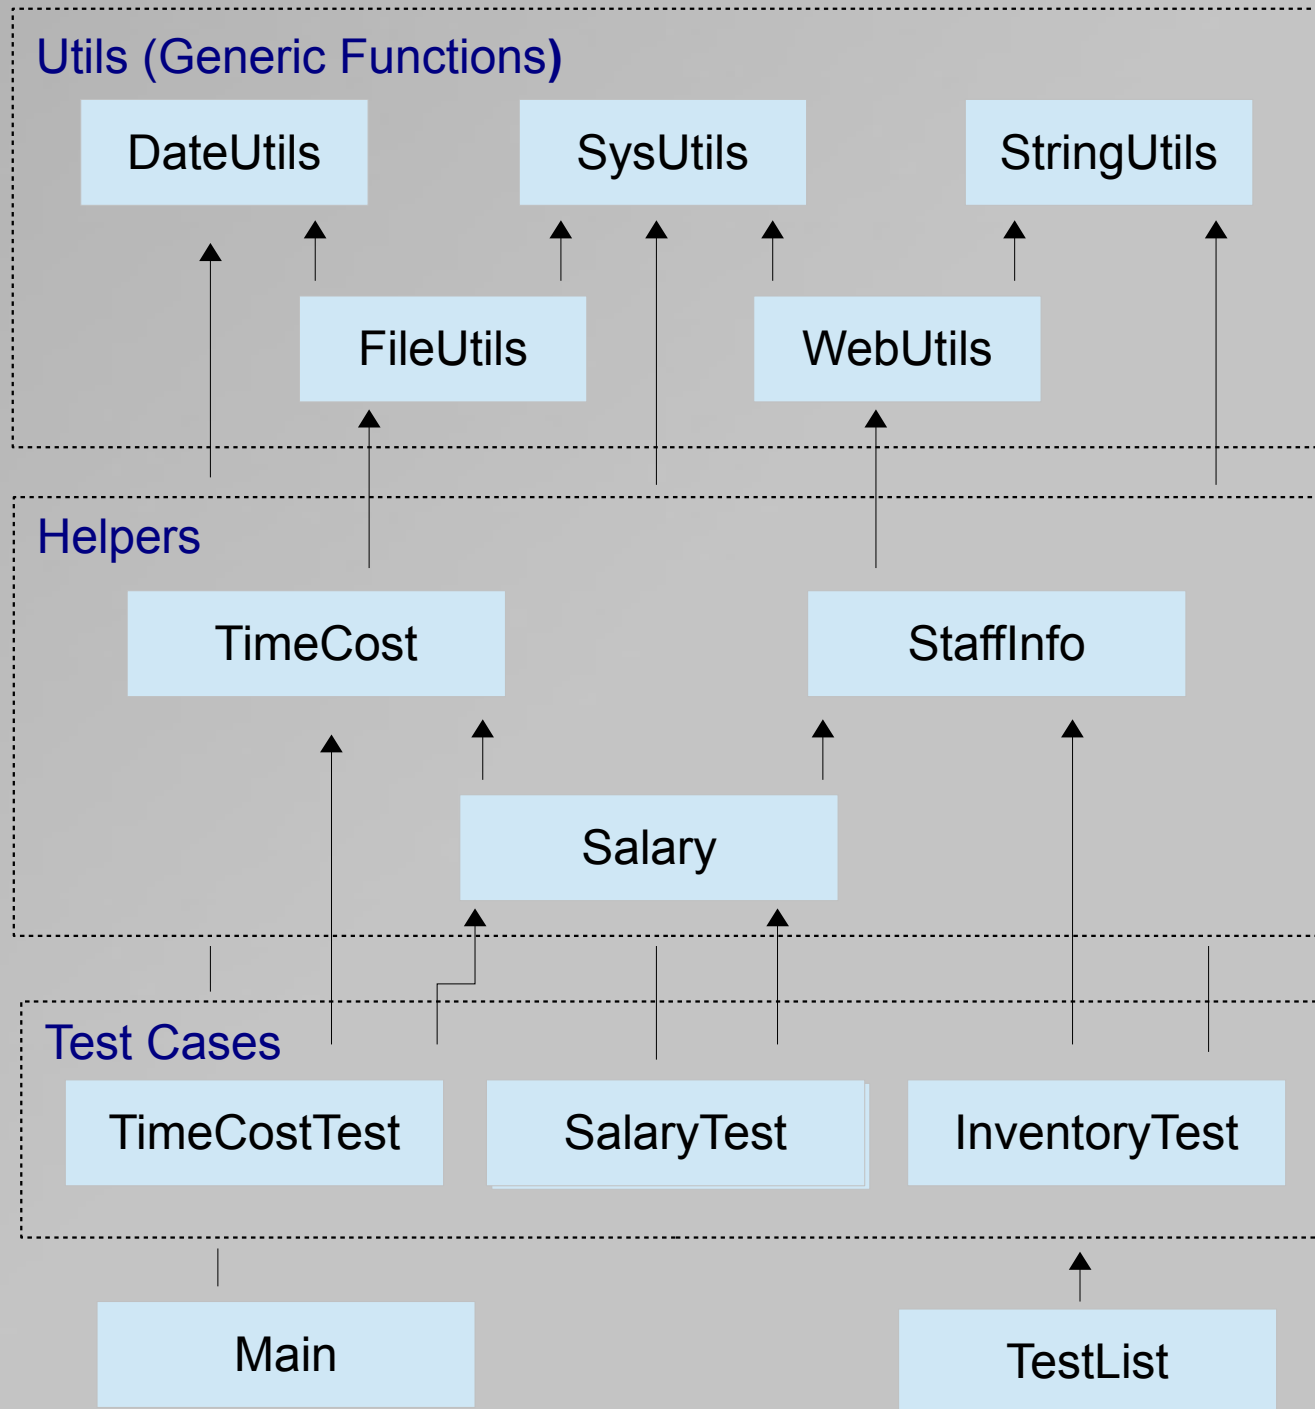 Utils (Generic Functions)
DateUtils
SysUtils
StringUtils
FileUtils
WebUtils
Helpers
TimeCost
StaffInfo
Salary
Test Cases
TimeCostTest
SalaryTest
InventoryTest
Main
TestList